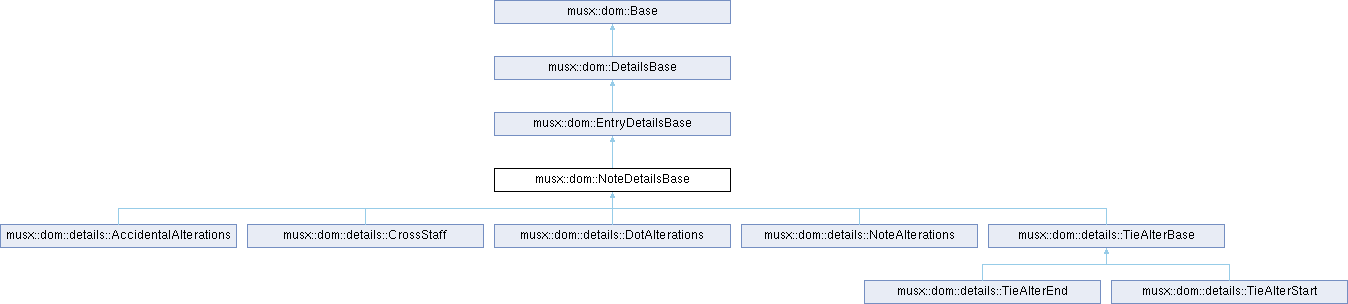 musx::dom::Base
musx::dom::DetailsBase
musx::dom::EntryDetailsBase
musx::dom::NoteDetailsBase
musx::dom::details::AccidentalAlterations
musx::dom::details::CrossStaff
musx::dom::details::DotAlterations
musx::dom::details::NoteAlterations
musx::dom::details::TieAlterBase
musx::dom::details::TieAlterEnd
musx::dom::details::TieAlterStart